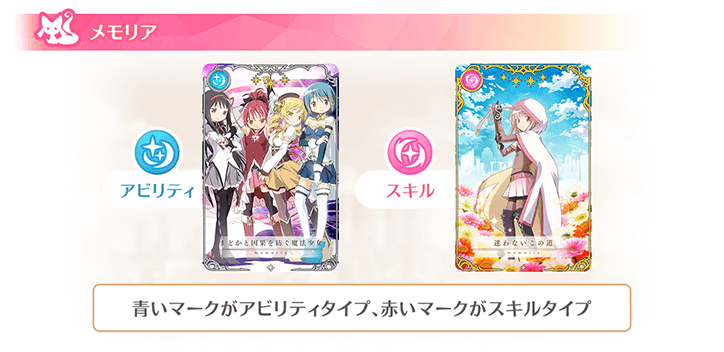 メモリア
アビリティ
まどかと因果を紡ぐ魔法少女
memoria
スキル
迷わないこの道
memoria
青いマークがアビリティタイプ、赤いマークがスキルタイプ